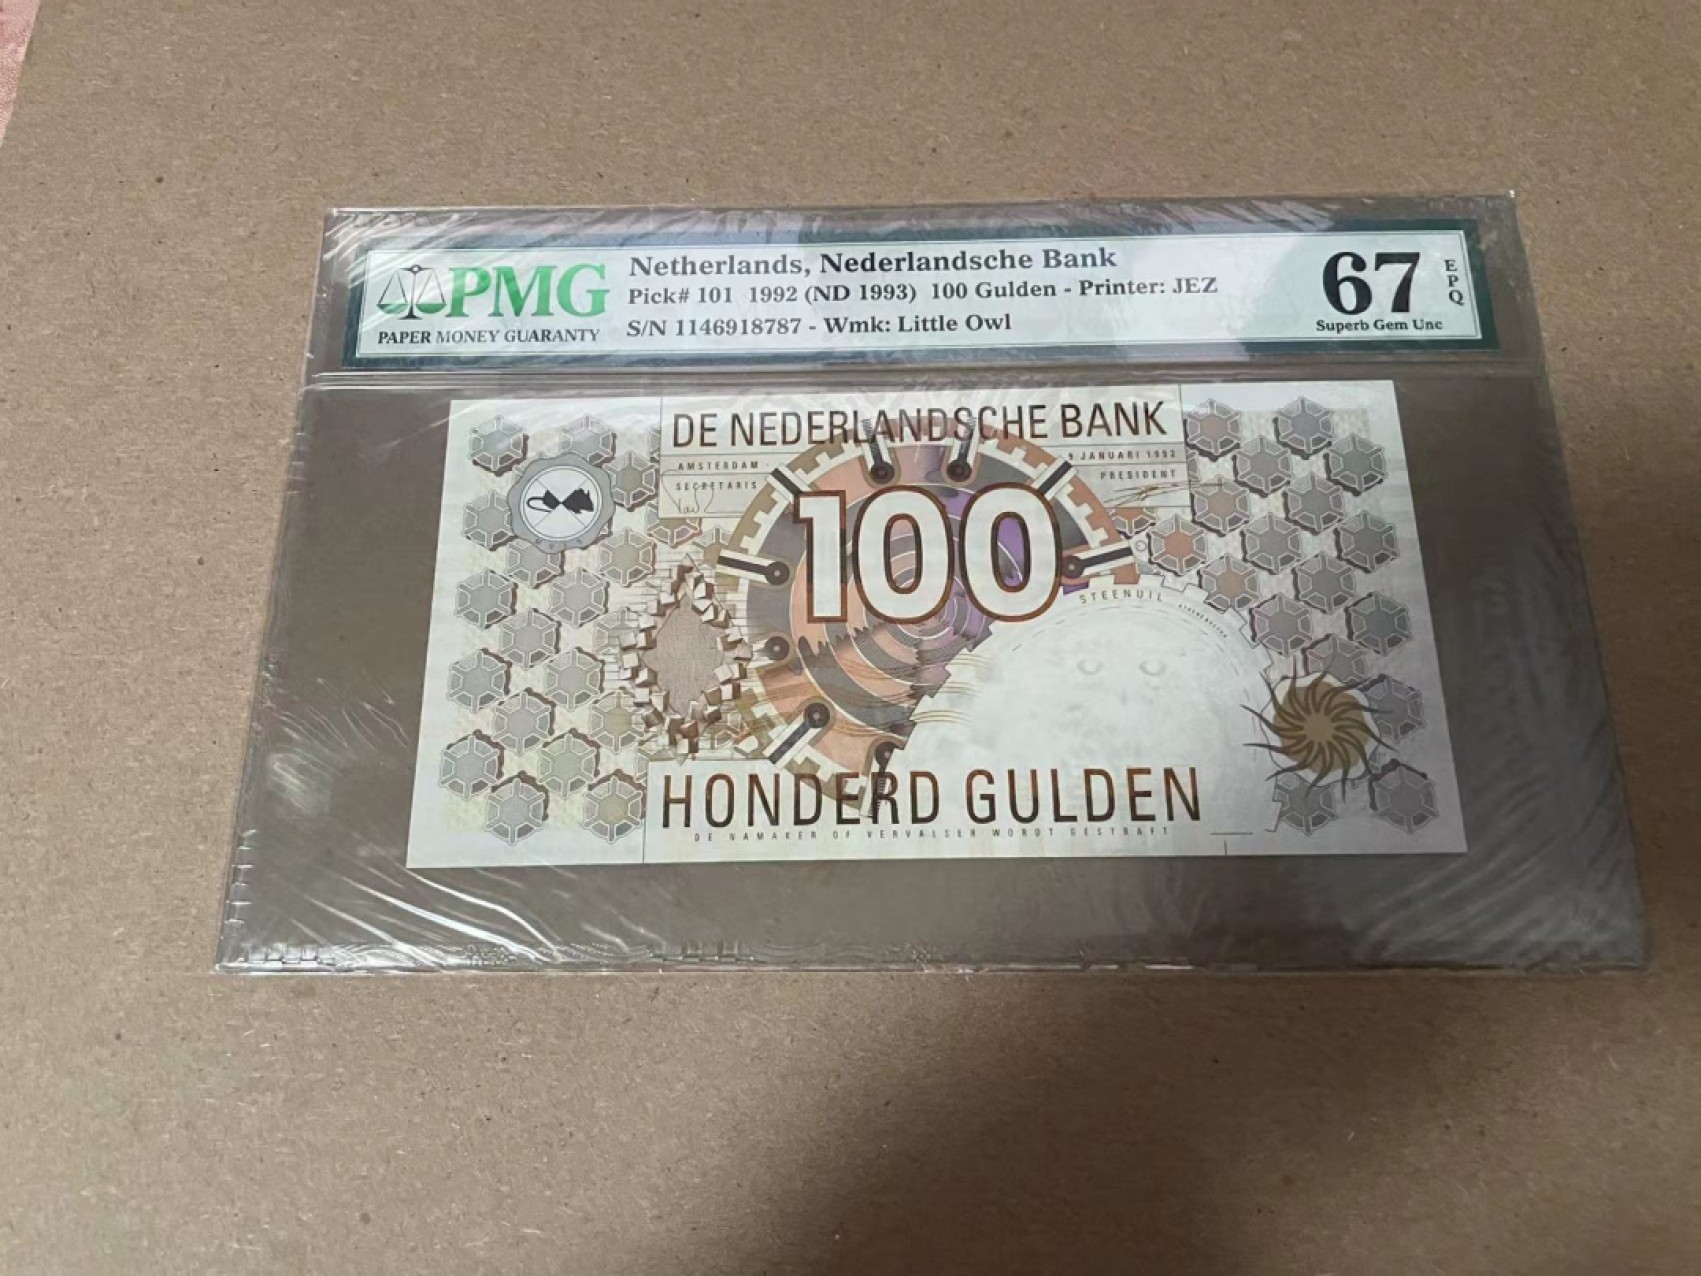 PMG
PAPER MONEY GUARANTY
Netherlands, Nederlandsche Bank
Pick# 101 1992 (ND 1993) 100 Gulden - Printer: JEZ
S/N 1146918787 - Wmk: Little Owl
67
EPQ
Superb Gem Unc
DE NEDERLANDSCHE BANK
AMSTERDAM
9 JANUARI 1992
SECRETARIS
PRESIDENT
100
STEENUIL
HONDERD GULDEN
DE NAMAKER OF VERVALSER WORDT GESTRAFT